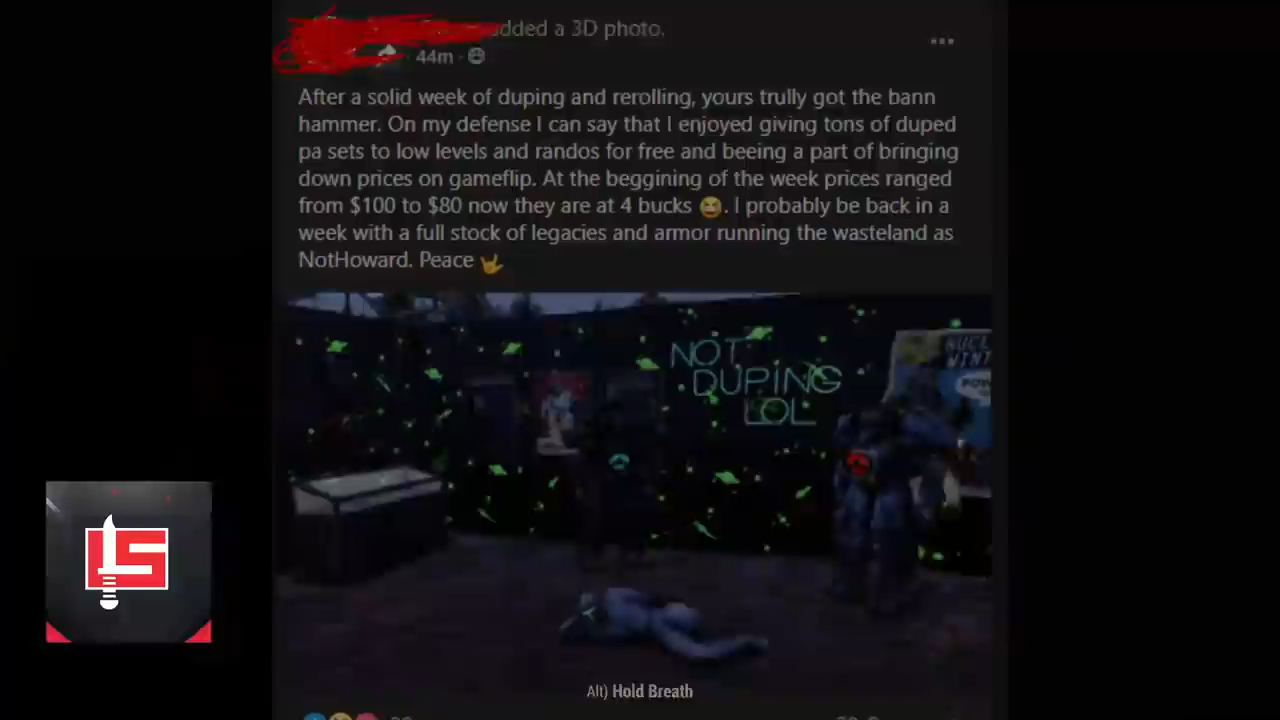 added a 3D photo.
44m
After a solid week of duping and rerolling, yours trully got the bann
hammer. On my defense I can say that I enjoyed giving tons of duped
pa sets to low levels and randos for free and beeing a part of bringing
down prices on gameflip. At the beggining of the week prices ranged
from $100 to $80 now they are at 4 bucks 😆. I probably be back in a
week with a full stock of legacies and armor running the wasteland as
NotHoward. Peace 🤟
NOT
DUPING
LOL
LS
Alt) Hold Breath